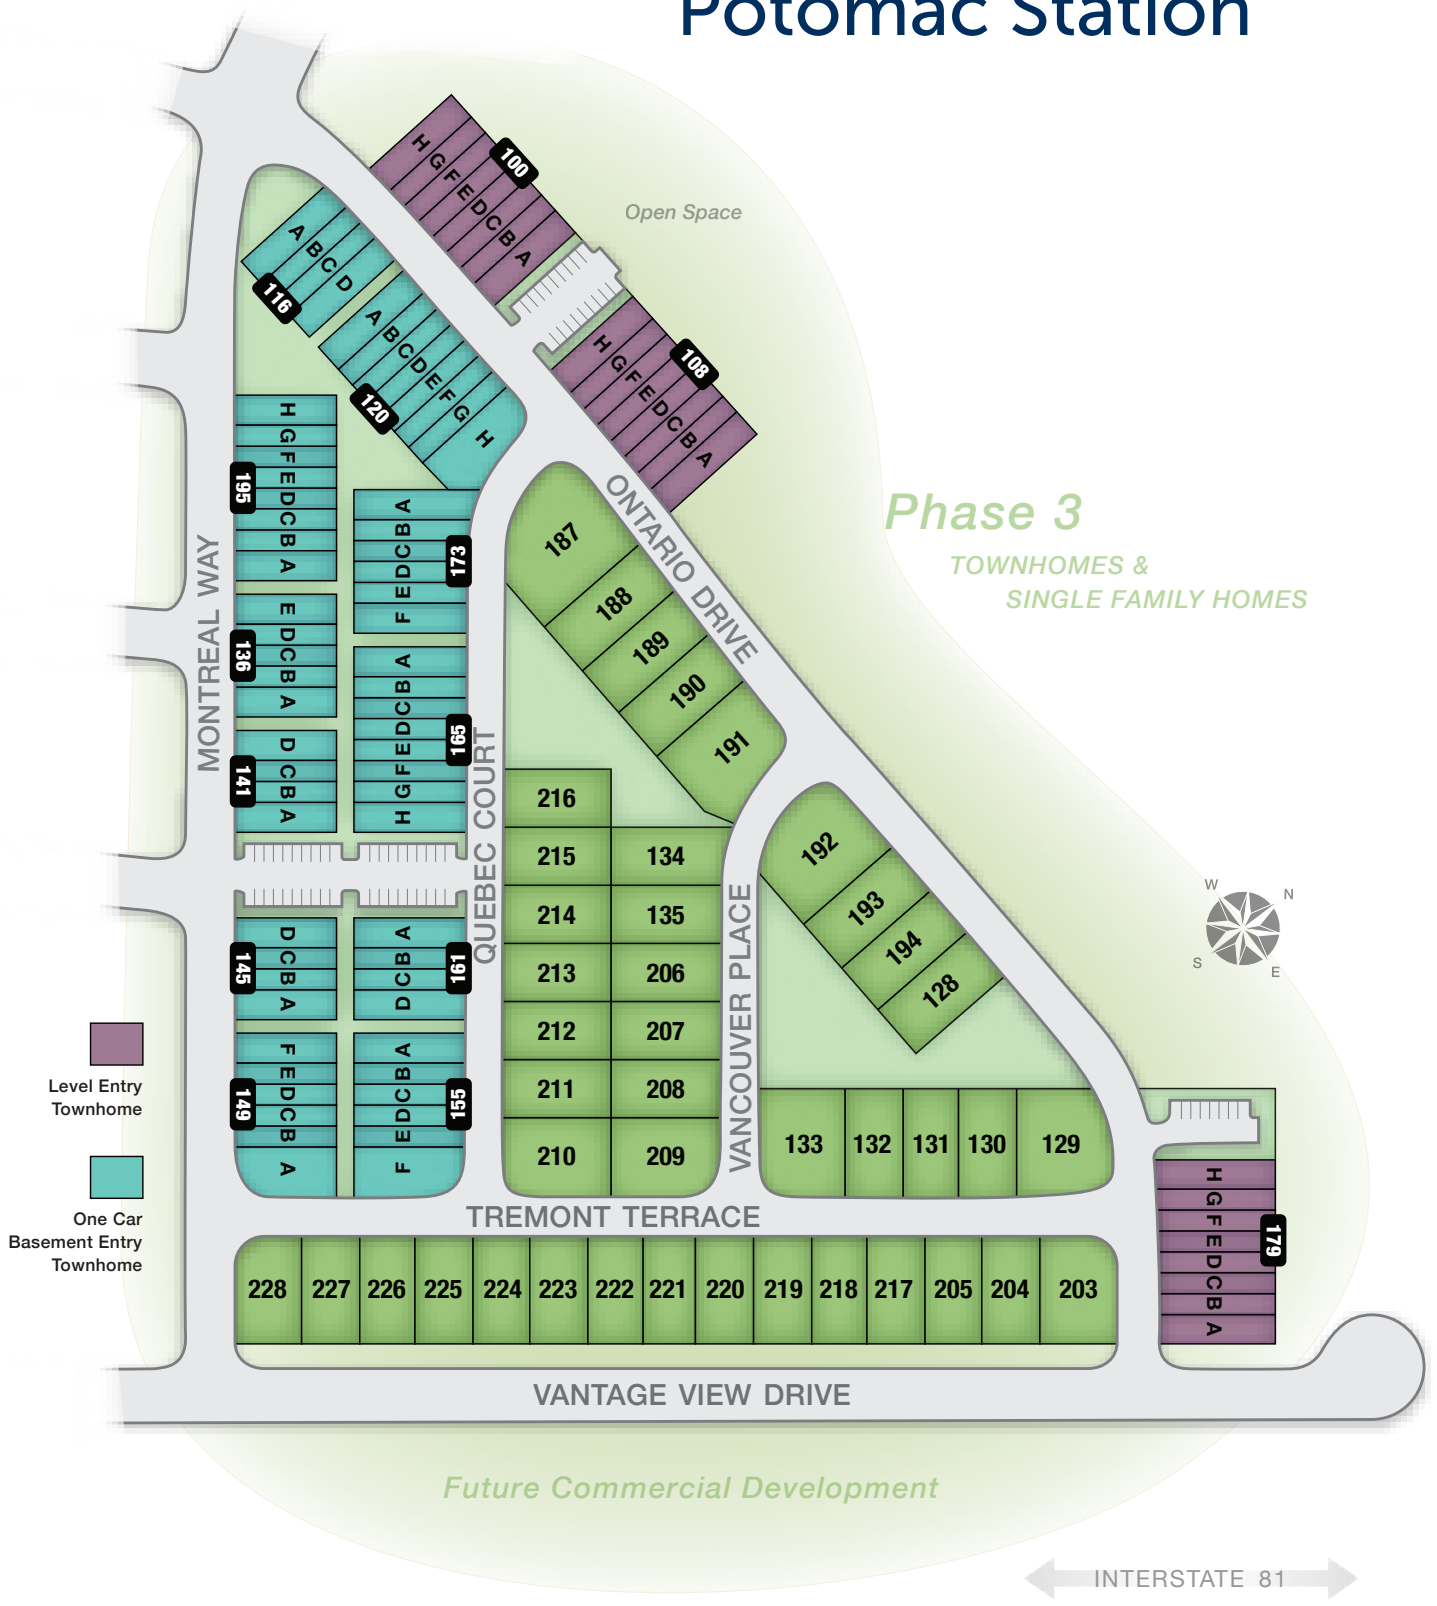 Potomac Station
Open Space
H G F E D C B A
100
A B C D
116
A B C D E F G H
120
H G F E D C B A
108
H G F E D C B A
195
A B C D E F
173
E D C B A
136
A B C D E F G H
165
D C B A
141
D C B A
145
A B C D
161
F E D C B A
149
A B C D E F
155
MONTREAL WAY
QUEBEC COURT
ONTARIO DRIVE
VANCOUVER PLACE
187
188
189
190
191
192
193
194
128
216
215 134
214 135
213 206
212 207
211 208
210 209
133 132 131 130 129
TREMONT TERRACE
228 227 226 225 224 223 222 221 220 219 218 217 205 204 203
H G F E D C B A
179
VANTAGE VIEW DRIVE
Phase 3
TOWNHOMES &
SINGLE FAMILY HOMES
W N
S E
Level Entry
Townhome
One Car
Basement Entry
Townhome
Future Commercial Development
INTERSTATE 81